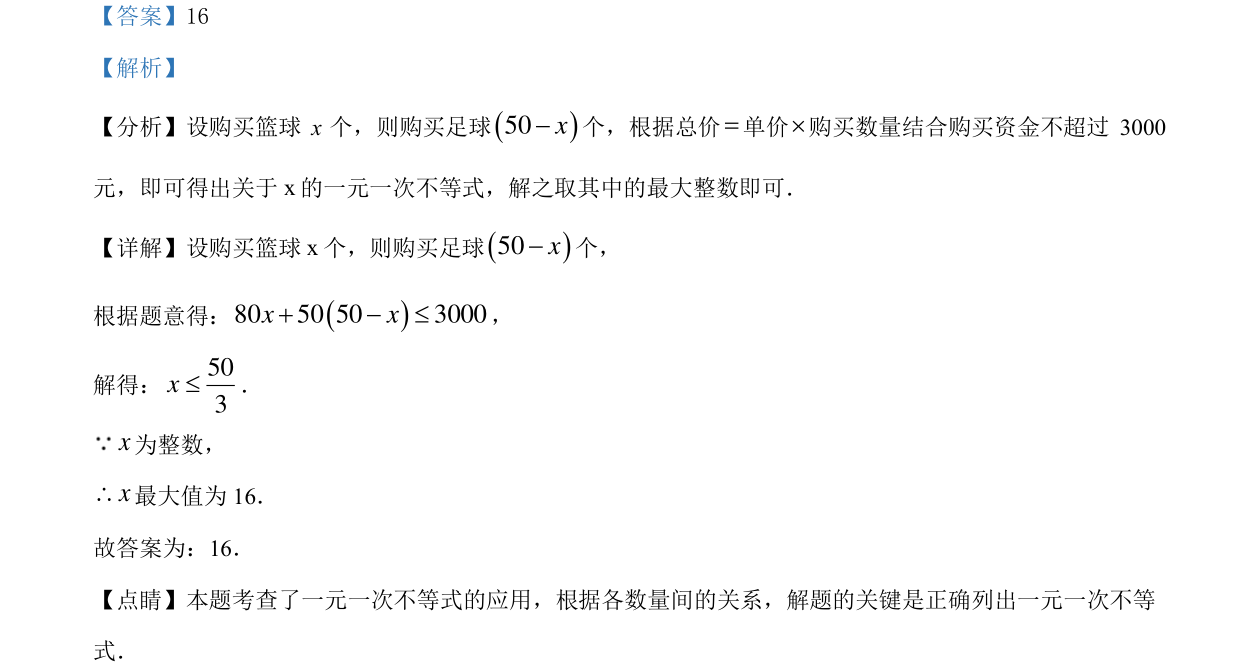 【答案】16
【解析】
【分析】设购买篮球 x 个，则购买足球(50−x)个，根据总价=单价×购买数量结合购买资金不超过 3000
元，即可得出关于 x 的一元一次不等式，解之取其中的最大整数即可．
【详解】设购买篮球 x 个，则购买足球(50−x)个，
根据题意得：80x+50(50−x)≤3000，
解得：x≤50/3．
∵x为整数，
∴x最大值为 16．
故答案为：16．
【点睛】本题考查了一元一次不等式的应用，根据各数量间的关系，解题的关键是正确列出一元一次不等
式．